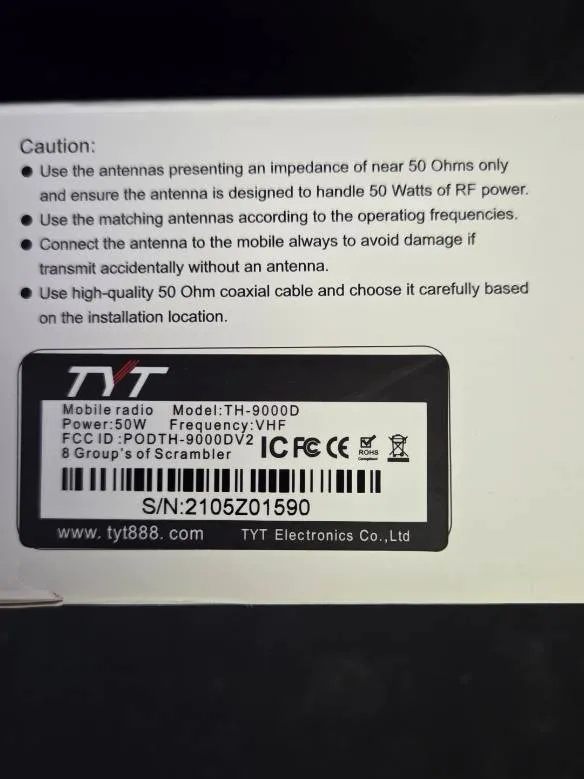 Caution:
● Use the antennas presenting an impedance of near 50 Ohms only
and ensure the antenna is designed to handle 50 Watts of RF power.
● Use the matching antennas according to the operatiog frequencies.
● Connect the antenna to the mobile always to avoid damage if
transmit accidentally without an antenna.
● Use high-quality 50 Ohm coaxial cable and choose it carefully based
on the installation location.
TYT
Mobile radio Model:TH-9000D
Power:50W Frequency:VHF
FCC ID :PODTH-9000DV2 IC FC CE ROHS Compliant
8 Group's of Scrambler
S/N:2105Z01590
www. tyt888. com TYT Electronics Co.,Ltd